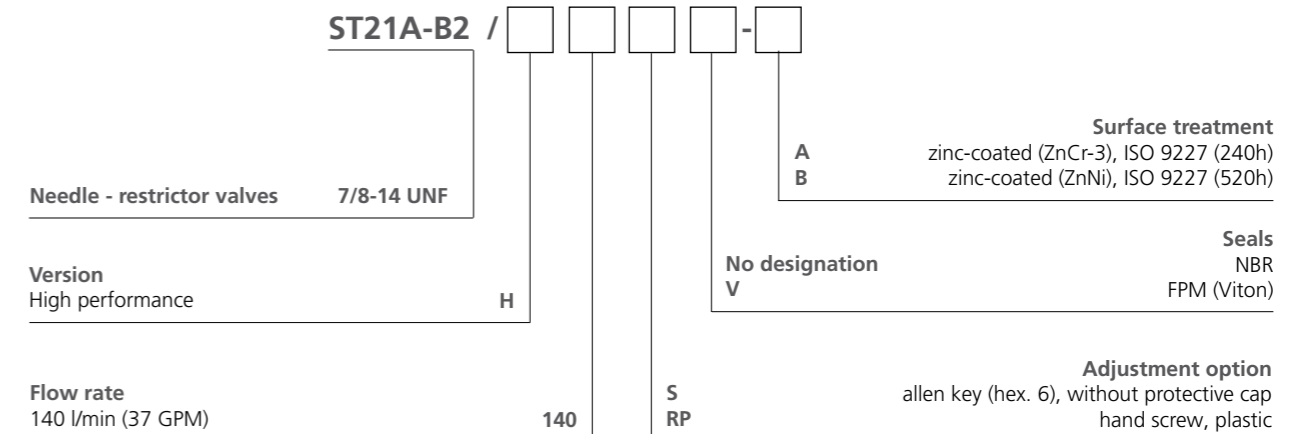 ST21A-B2 / -
Surface treatment
A zinc-coated (ZnCr-3), ISO 9227 (240h)
B zinc-coated (ZnNi), ISO 9227 (520h)
Needle - restrictor valves 7/8-14 UNF
Seals
No designation NBR
V FPM (Viton)
Version
High performance H
Adjustment option
S allen key (hex. 6), without protective cap
RP hand screw, plastic
Flow rate
140 l/min (37 GPM) 140